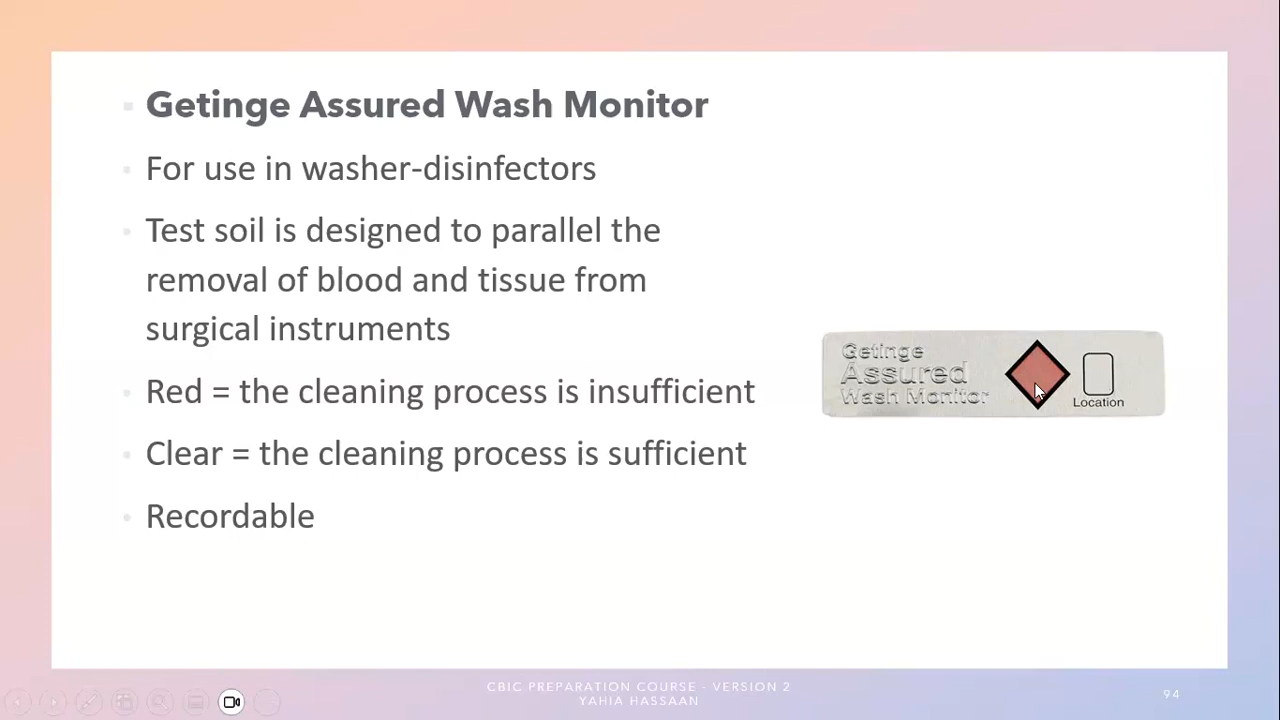 Getinge Assured Wash Monitor
For use in washer-disinfectors
Test soil is designed to parallel the
removal of blood and tissue from
surgical instruments
Red = the cleaning process is insufficient
Clear = the cleaning process is sufficient
Recordable
Getinge
Assured
Wash Monitor
Location
CBIC PREPARATION COURSE - VERSION 2
YAHIA HASSAAN
94